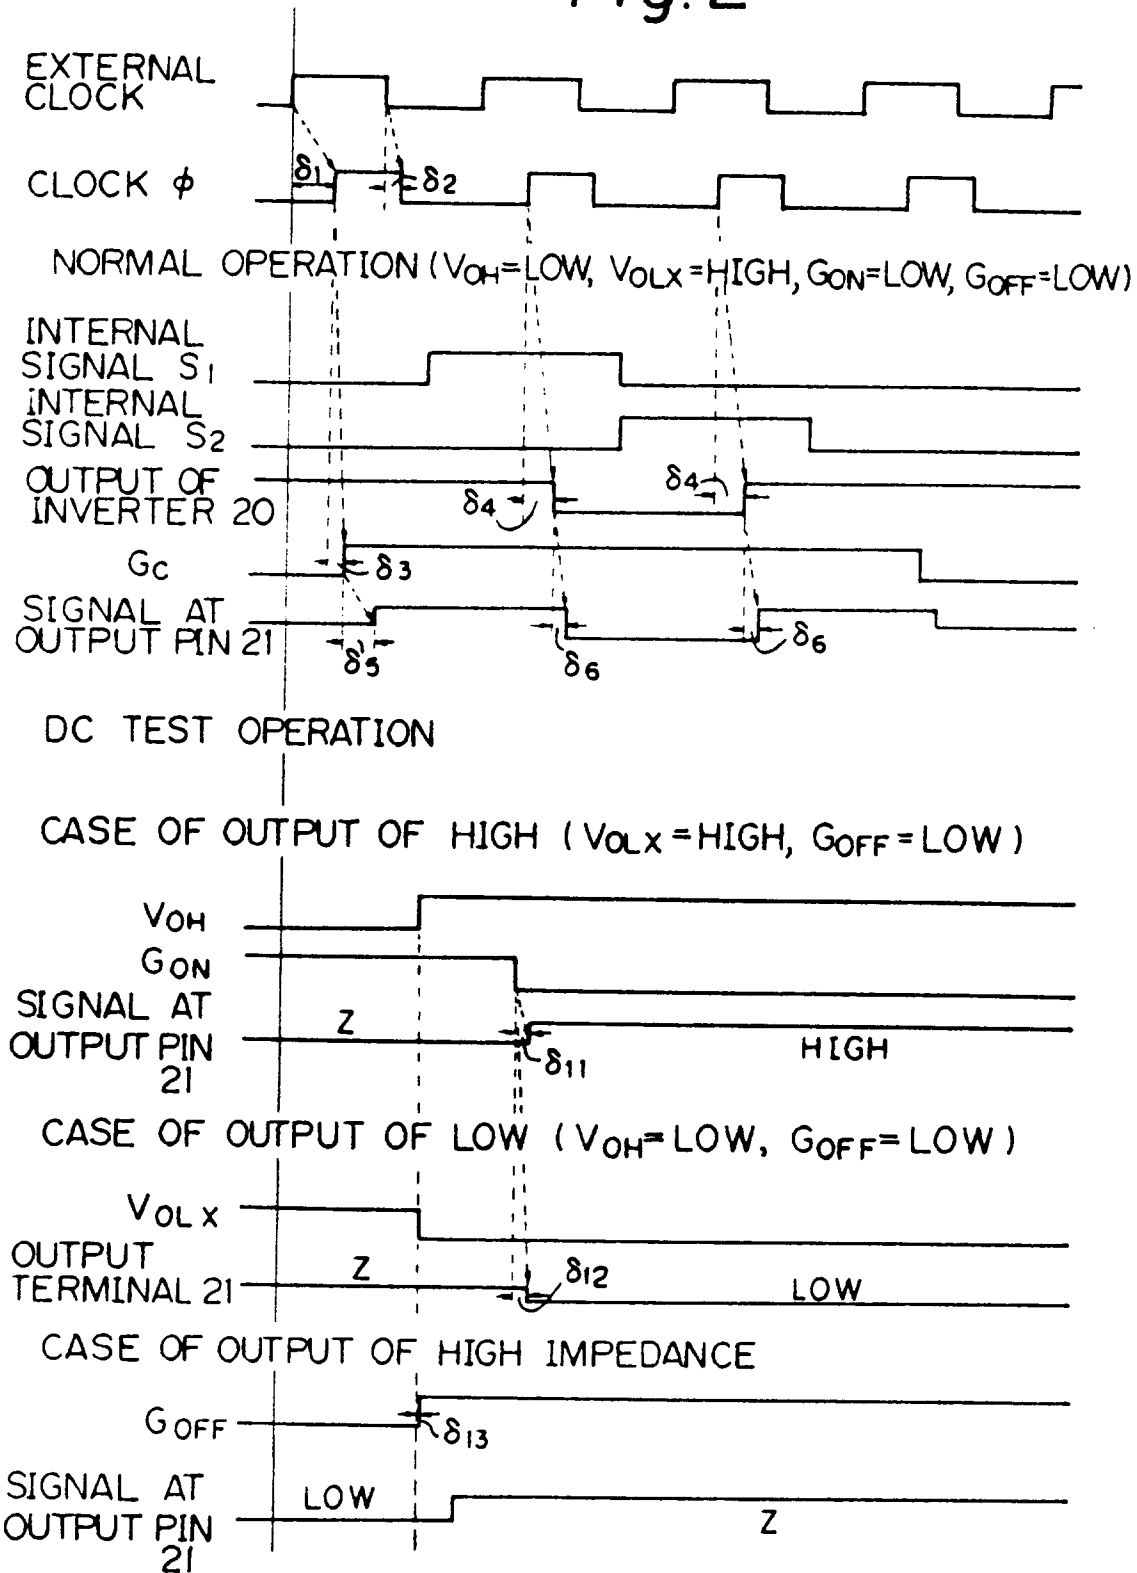 Fig. 2
EXTERNAL
CLOCK
CLOCK ϕ
δ1
δ2
NORMAL OPERATION (VOH=LOW, VOLX=HIGH, GON=LOW, GOFF=LOW)
INTERNAL
SIGNAL S1
INTERNAL
SIGNAL S2
OUTPUT OF
INVERTER 20
δ4
δ4
GC
δ3
SIGNAL AT
OUTPUT PIN 21
δ5
δ6
δ6
DC TEST OPERATION
CASE OF OUTPUT OF HIGH (VOLX=HIGH, GOFF=LOW)
VOH
GON
SIGNAL AT
OUTPUT PIN
21
Z
δ11
HIGH
CASE OF OUTPUT OF LOW (VOH=LOW, GOFF=LOW)
VOLX
OUTPUT
TERMINAL 21
Z
δ12
LOW
CASE OF OUTPUT OF HIGH IMPEDANCE
GOFF
δ13
SIGNAL AT
OUTPUT PIN
21
LOW
Z